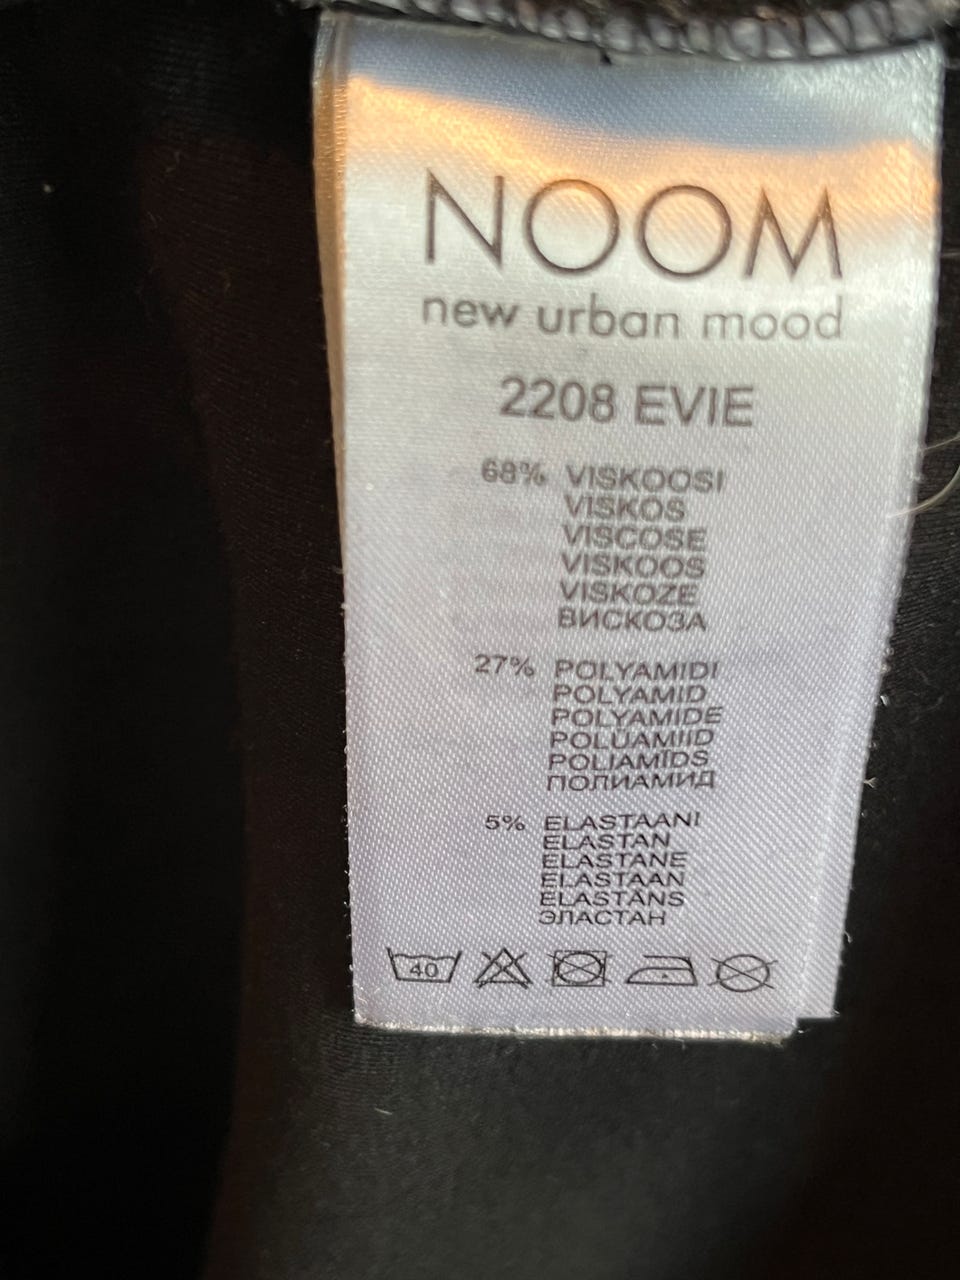 NOOM
new urban mood
2208 EVIE
68% VISKOOSI
VISKOS
VISCOSE
VISKOOS
VISKOZE
ВИСКОЗА
27% POLYAMIDI
POLYAMID
POLYAMIDE
POLÜAMIID
POLIAMĪDS
ПОЛИАМИД
5% ELASTAANI
ELASTAN
ELASTANE
ELASTAAN
ELASTĀNS
ЭЛАСТАН
40